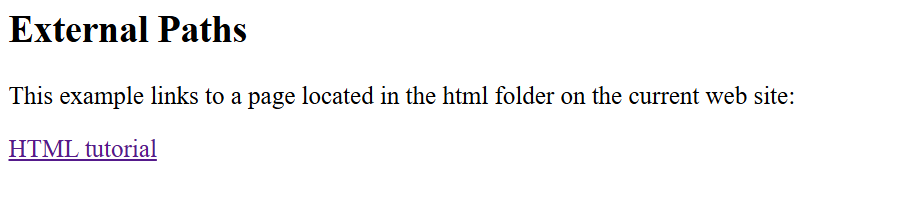 External Paths
This example links to a page located in the html folder on the current web site:
HTML tutorial